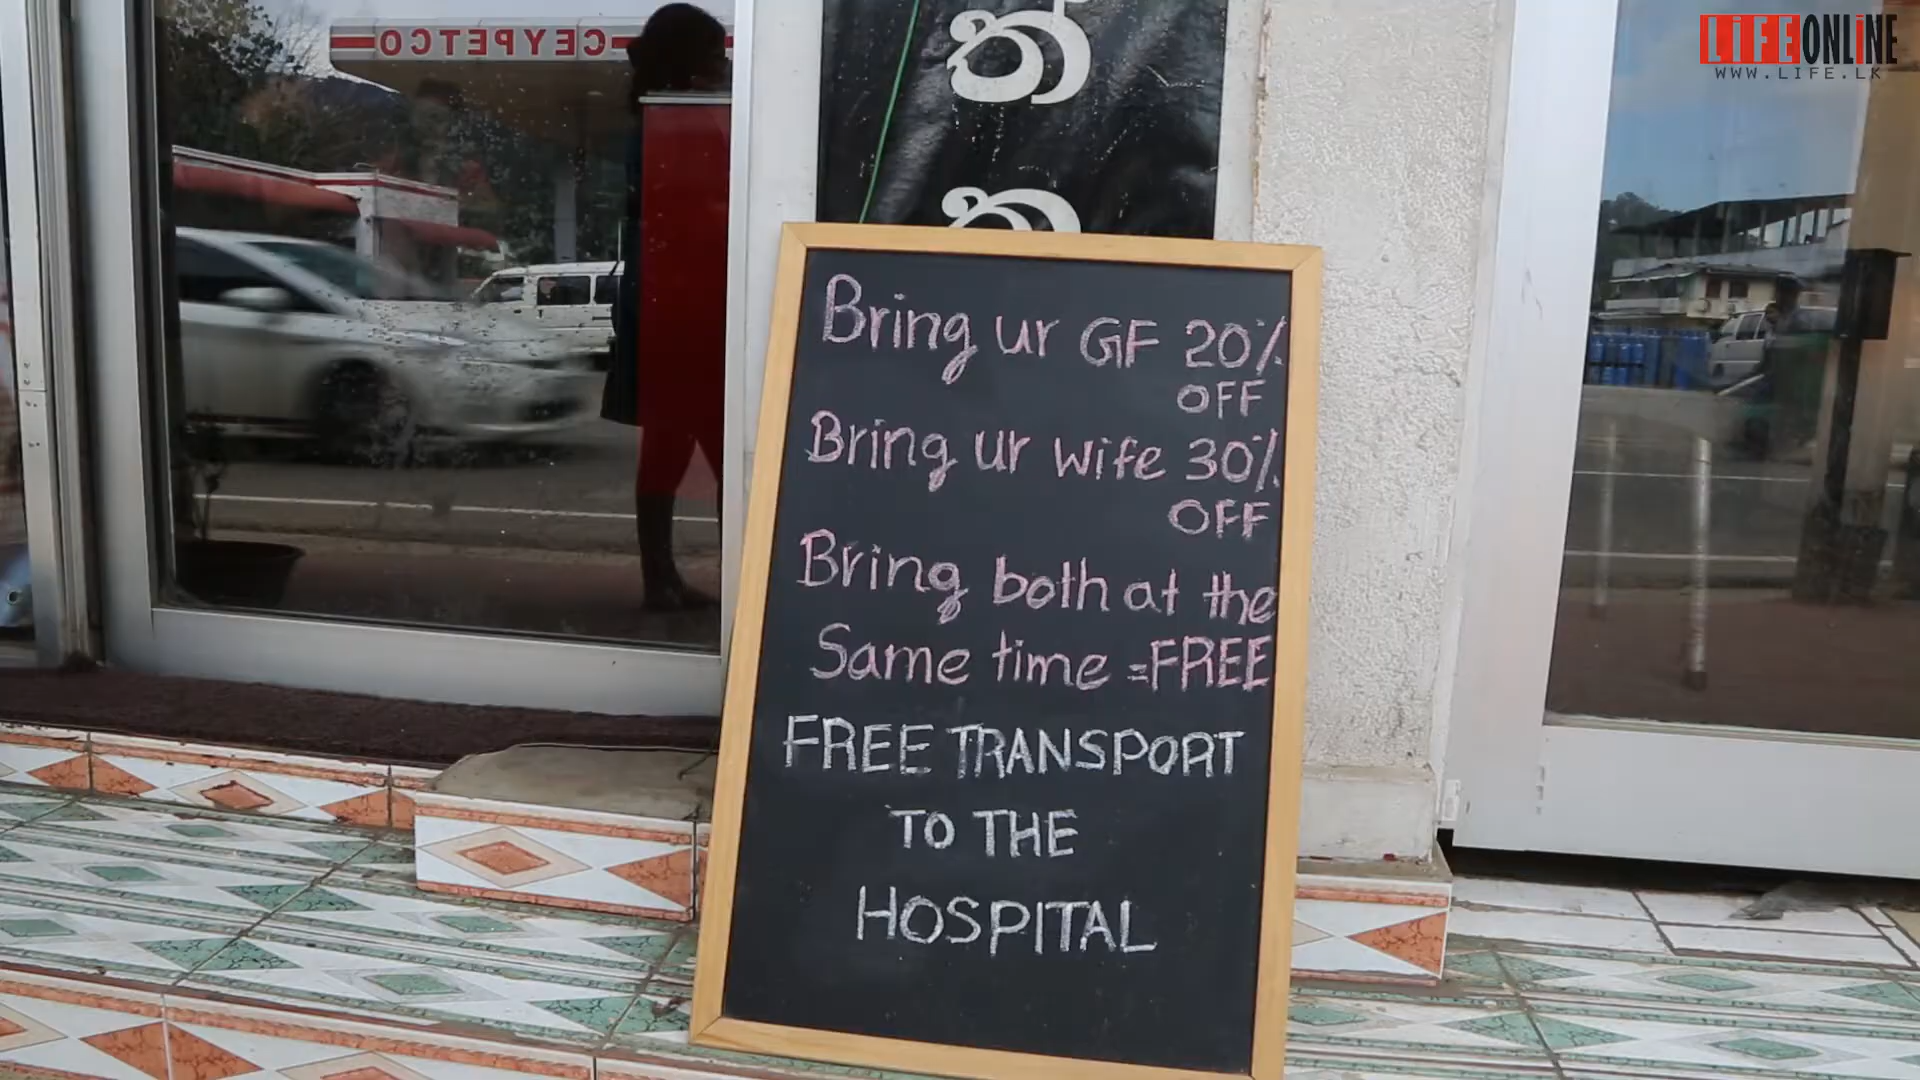 LiFEONLiNE
WWW.LIFE.LK
CEYPETCO
Bring ur GF 20%
OFF
Bring ur wife 30%
OFF
Bring both at the
Same time =FREE
FREE TRANSPORT
TO THE
HOSPITAL